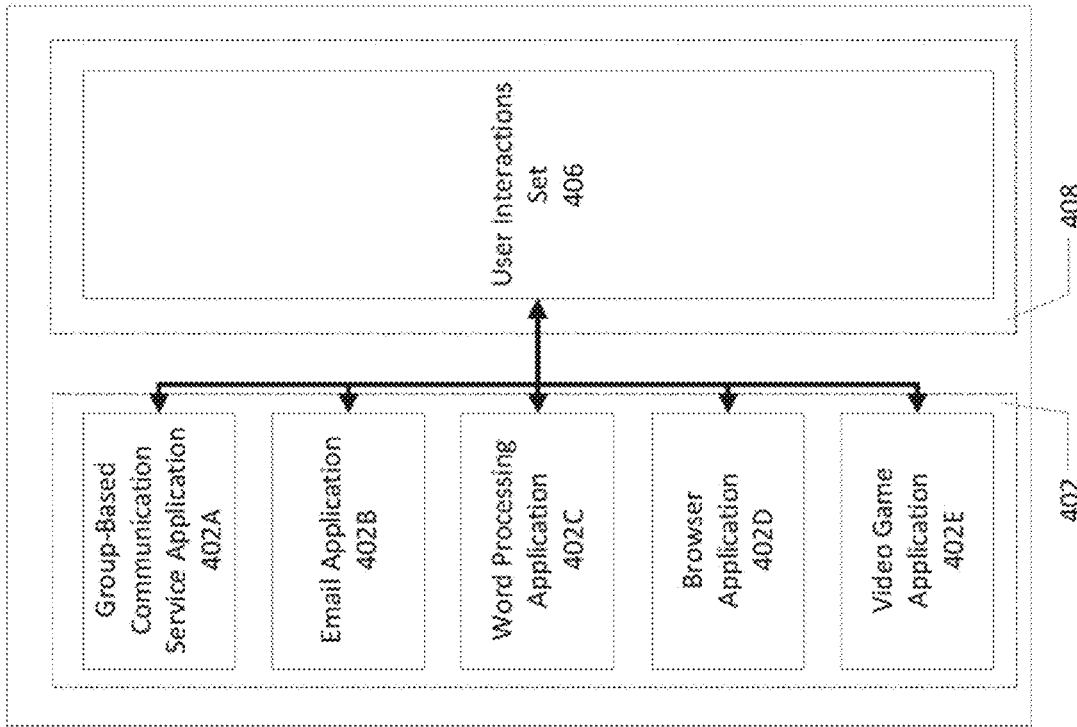 Group-Based
Communication
Service Application
402A
Email Application
402B
Word Processing
Application
402C
Browser
Application
402D
Video Game
Application
402E
402
User Interactions
Set
406
408